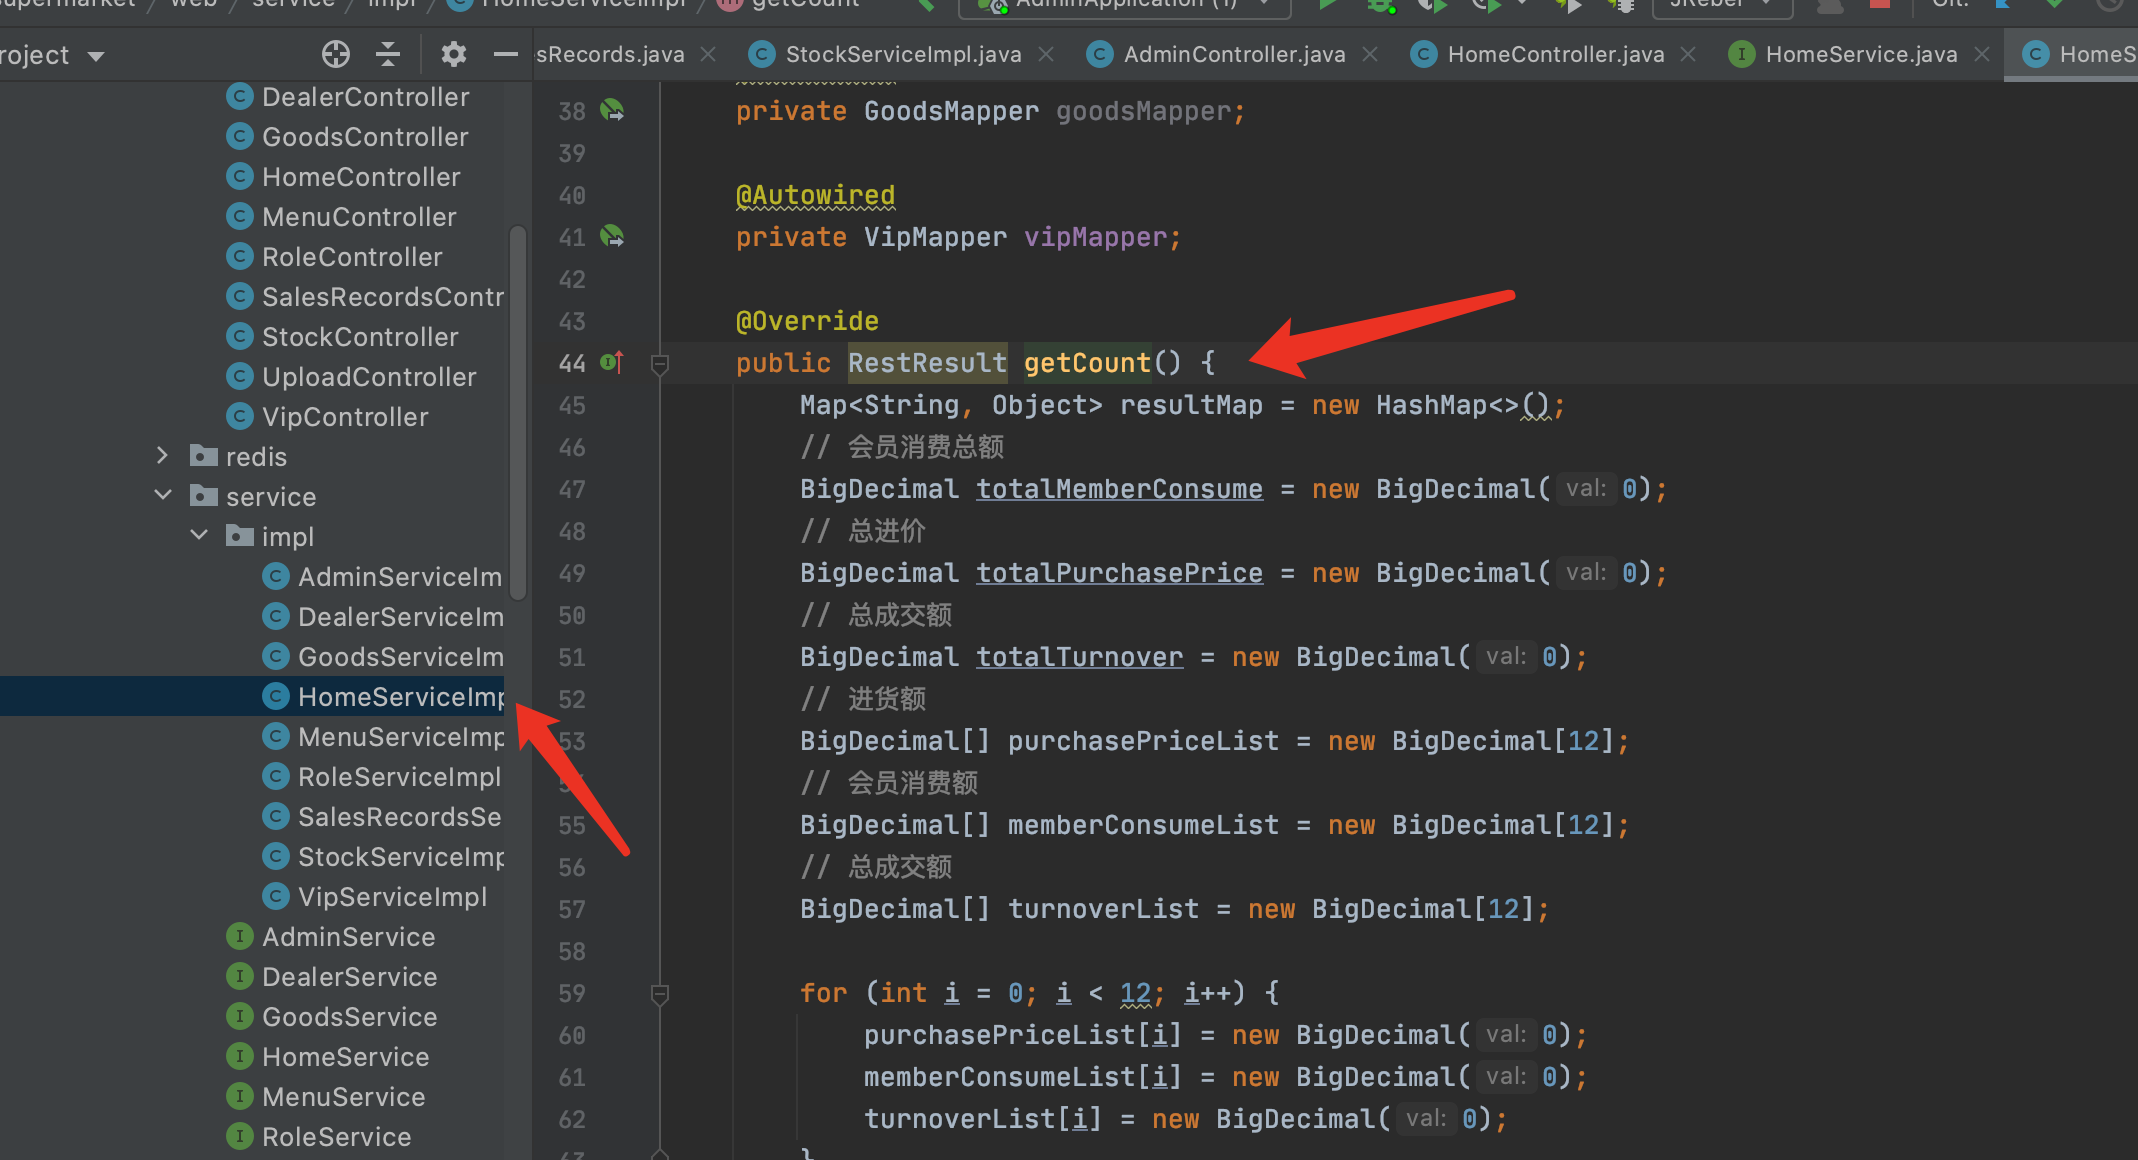 supermarket / web / service / impl / HomeServiceImpl / getCount
AdminApplication (1)
JRebel
Git:
roject
sRecords.java
StockServiceImpl.java
AdminController.java
HomeController.java
HomeService.java
HomeS
DealerController
GoodsController
HomeController
MenuController
RoleController
SalesRecordsContr
StockController
UploadController
VipController
redis
service
impl
AdminServiceIm
DealerServiceIm
GoodsServiceIm
HomeServiceImp
MenuServiceImp
RoleServiceImpl
SalesRecordsSe
StockServiceImp
VipServiceImpl
AdminService
DealerService
GoodsService
HomeService
MenuService
RoleService
38 private GoodsMapper goodsMapper;
39
40 @Autowired
41 private VipMapper vipMapper;
42
43 @Override
44 public RestResult getCount() {
45 Map<String, Object> resultMap = new HashMap<>();
46 // 会员消费总额
47 BigDecimal totalMemberConsume = new BigDecimal( val: 0);
48 // 总进价
49 BigDecimal totalPurchasePrice = new BigDecimal( val: 0);
50 // 总成交额
51 BigDecimal totalTurnover = new BigDecimal( val: 0);
52 // 进货额
53 BigDecimal[] purchasePriceList = new BigDecimal[12];
// 会员消费额
55 BigDecimal[] memberConsumeList = new BigDecimal[12];
56 // 总成交额
57 BigDecimal[] turnoverList = new BigDecimal[12];
58
59 for (int i = 0; i < 12; i++) {
60 purchasePriceList[i] = new BigDecimal( val: 0);
61 memberConsumeList[i] = new BigDecimal( val: 0);
62 turnoverList[i] = new BigDecimal( val: 0);
63 }